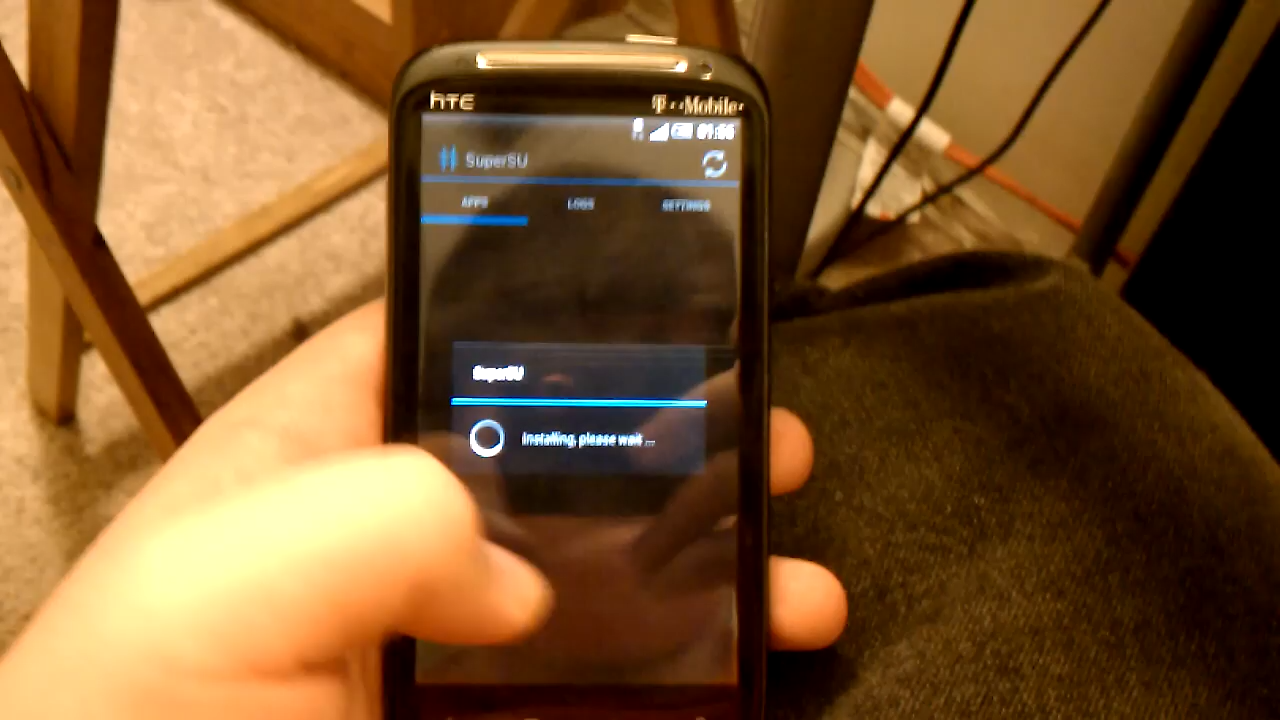 hTC T··Mobile·
SuperSU
APPS LOGS SETTINGS
SuperSU
Installing, please wait ...